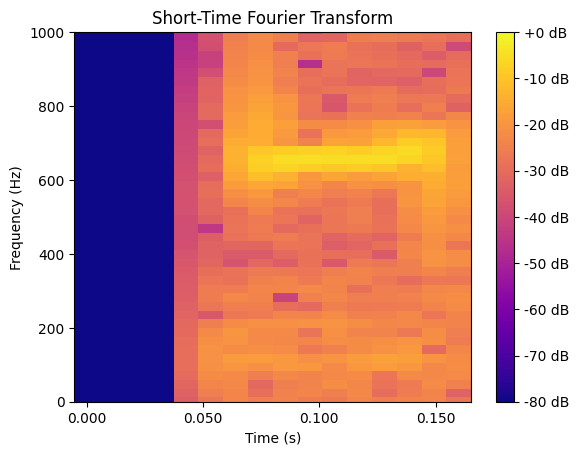 Short-Time Fourier Transform
Frequency (Hz)
1000
800
600
400
200
0
0.000
0.050
0.100
0.150
Time (s)
+0 dB
-10 dB
-20 dB
-30 dB
-40 dB
-50 dB
-60 dB
-70 dB
-80 dB